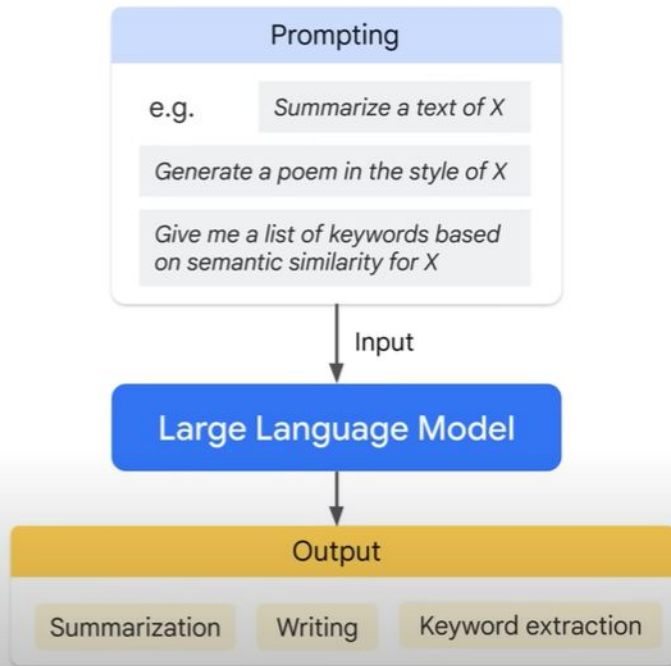 Prompting
e.g.
Summarize a text of X
Generate a poem in the style of X
Give me a list of keywords based
on semantic similarity for X
Input
Large Language Model
Output
Summarization
Writing
Keyword extraction